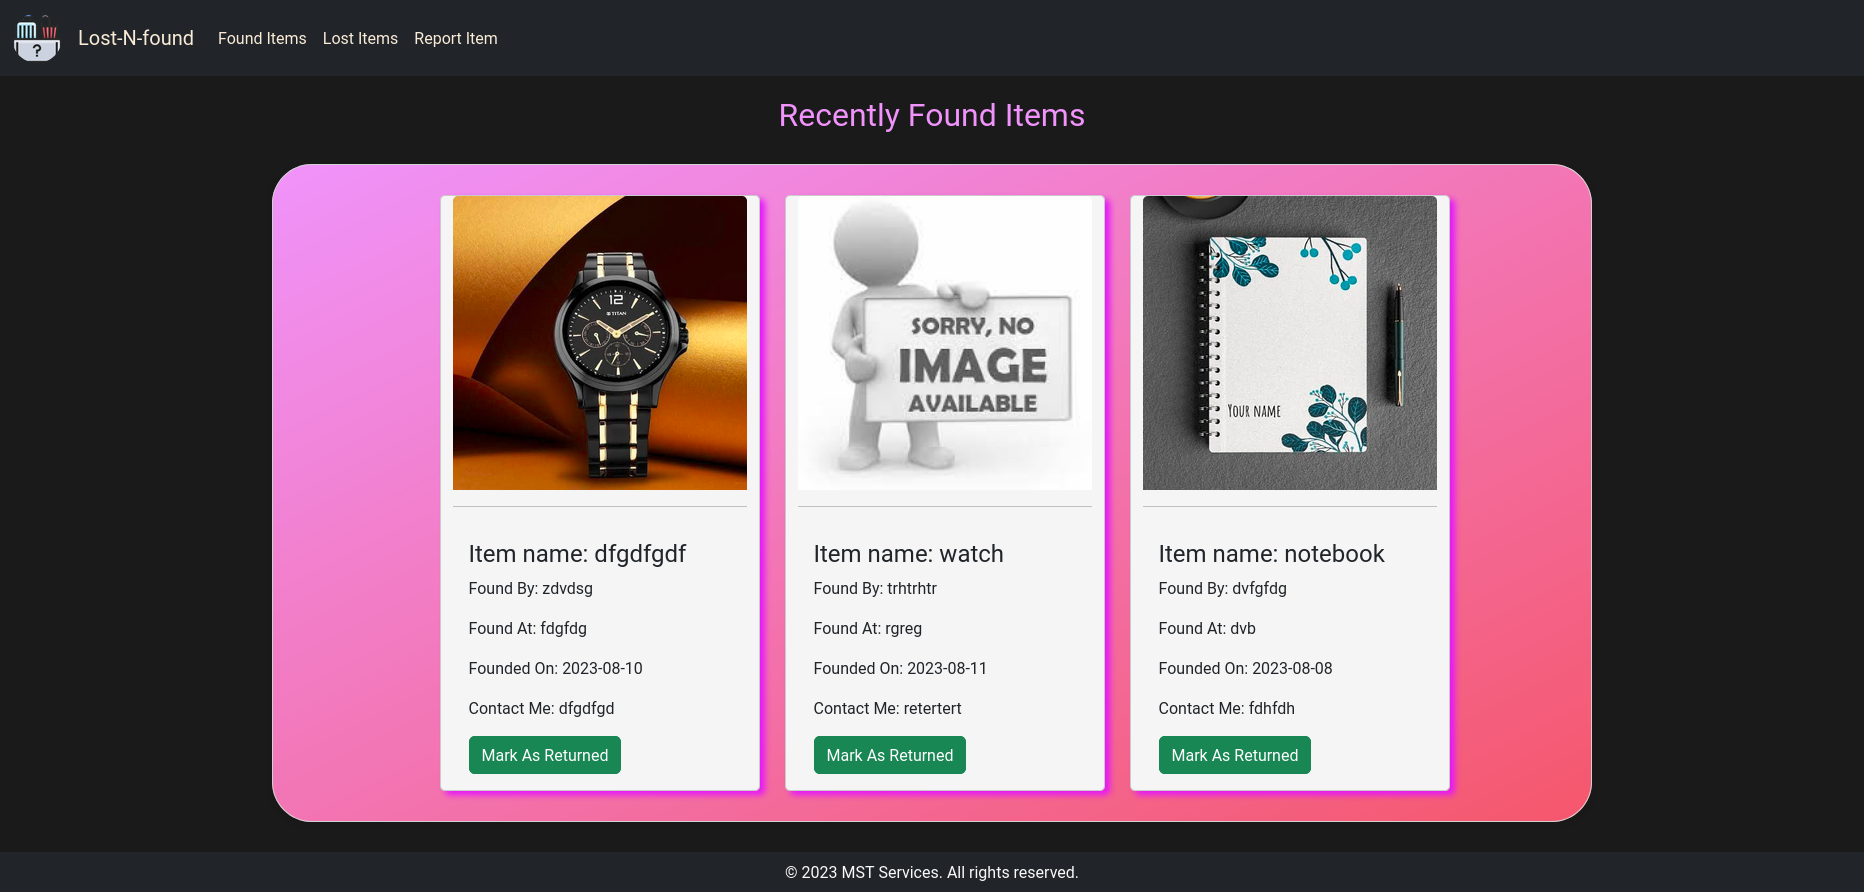 ?
Lost-N-found
Found Items
Lost Items
Report Item
Recently Found Items
12
TITAN
Item name: dfgdfgdf
Found By: zdvdsg
Found At: fdgfdg
Founded On: 2023-08-10
Contact Me: dfgdfgd
Mark As Returned
SORRY, NO
IMAGE
AVAILABLE
Item name: watch
Found By: trhtrhtr
Found At: rgreg
Founded On: 2023-08-11
Contact Me: retertert
Mark As Returned
YOUR NAME
Item name: notebook
Found By: dvfgfdg
Found At: dvb
Founded On: 2023-08-08
Contact Me: fdhfdh
Mark As Returned
© 2023 MST Services. All rights reserved.